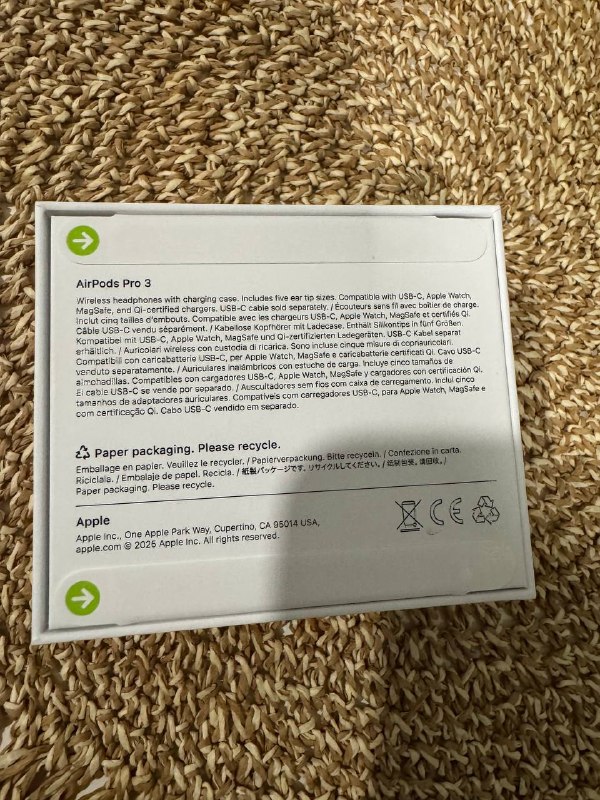 AirPods Pro 3
Wireless headphones with charging case. Includes five ear tip sizes. Compatible with USB-C, Apple Watch,
MagSafe, and Qi-certified chargers. USB-C cable sold separately. / Écouteurs sans fil avec boîtier de charge.
Inclut cinq tailles d'embouts. Compatible avec les chargeurs USB-C, Apple Watch, MagSafe et certifiés Qi.
Câble USB-C vendu séparément. / Kabellose Kopfhörer mit Ladecase. Enthält Silikontips in fünf Größen.
Kompatibel mit USB-C, Apple Watch, MagSafe und Qi-zertifizierten Ladegeräten. USB-C Kabel separat
erhältlich. / Auricolari wireless con custodia di ricarica. Sono incluse cinque misure di copriauricolari.
Compatibili con caricabatterie USB-C, per Apple Watch, MagSafe e caricabatterie certificati Qi. Cavo USB-C
venduto separatamente. / Auriculares inalámbricos con estuche de carga. Incluye cinco tamaños de
almohadillas. Compatibles con cargadores USB-C, Apple Watch, MagSafe y cargadores con certificación Qi.
El cable USB-C se vende por separado. / Auscultadores sem fios com caixa de carregamento. Inclui cinco
tamanhos de adaptadores auriculares. Compatíveis com carregadores USB-C, para Apple Watch, MagSafe e
com certificação Qi. Cabo USB-C vendido em separado.
Paper packaging. Please recycle.
Emballage en papier. Veuillez le recycler. / Papierverpackung. Bitte recyceln. / Confezione in carta.
Riciclala. / Embalaje de papel. Recicla. / 紙製パッケージです。リサイクルしてください。/ 纸制包装。请回收。/
Paper packaging. Please recycle.
Apple
Apple Inc., One Apple Park Way, Cupertino, CA 95014 USA,
apple.com © 2025 Apple Inc. All rights reserved.
CE